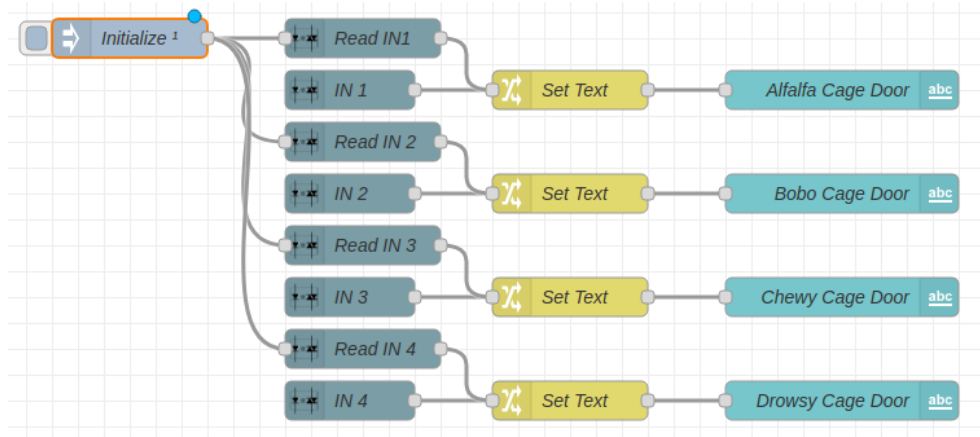 Initialize ¹
Read IN1
IN 1
Set Text
Alfalfa Cage Door
abc
Read IN 2
IN 2
Set Text
Bobo Cage Door
abc
Read IN 3
IN 3
Set Text
Chewy Cage Door
abc
Read IN 4
IN 4
Set Text
Drowsy Cage Door
abc